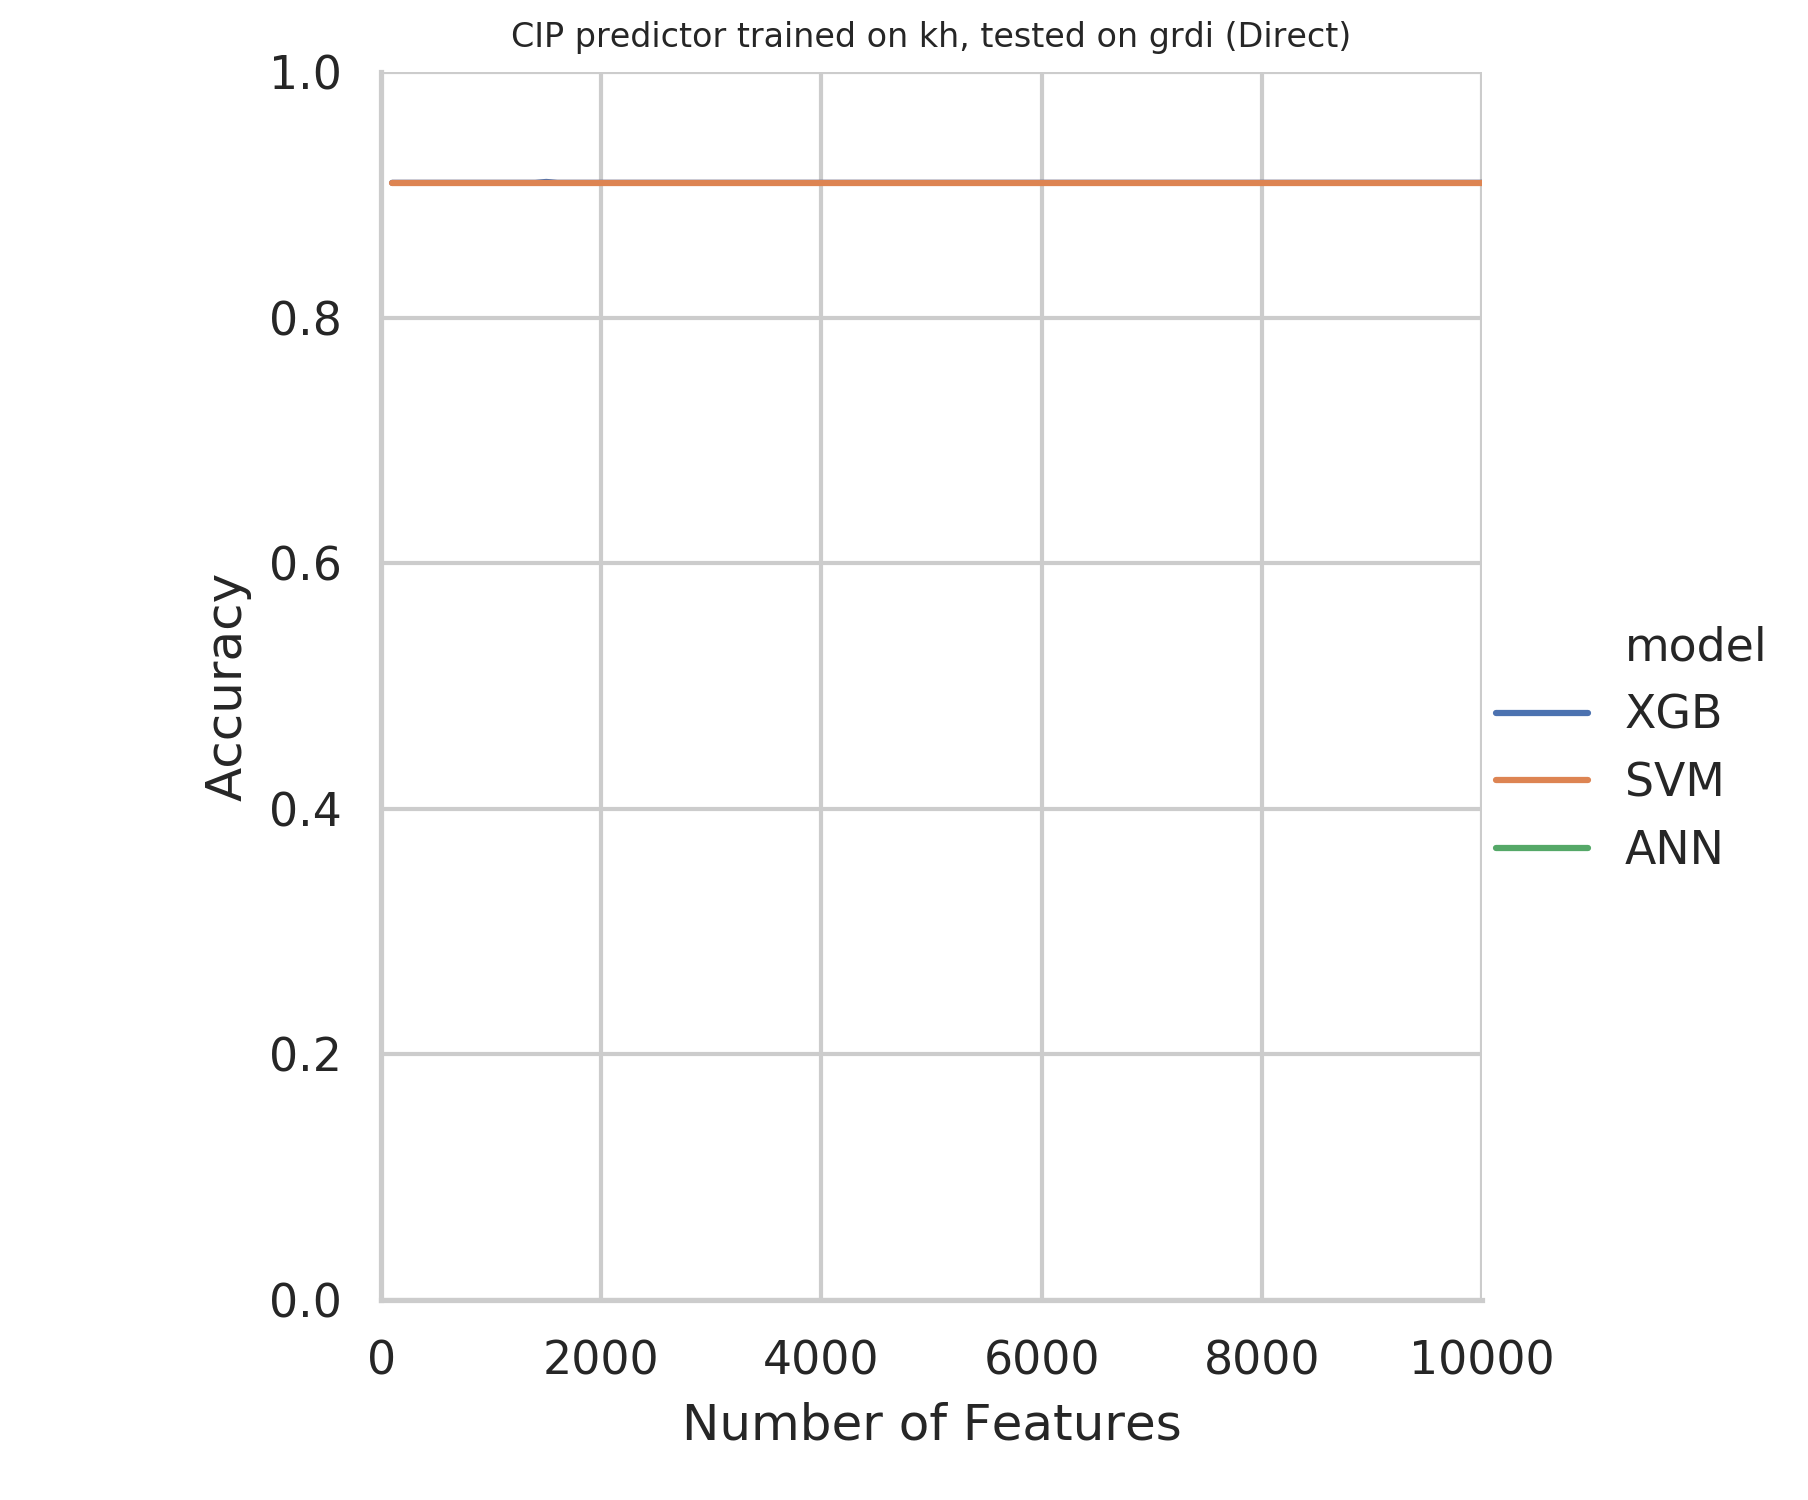 CIP predictor trained on kh, tested on grdi (Direct)
1.0
0.8
0.6
0.4
0.2
0.0
Accuracy
0 2000 4000 6000 8000 10000
Number of Features
model
XGB
SVM
ANN